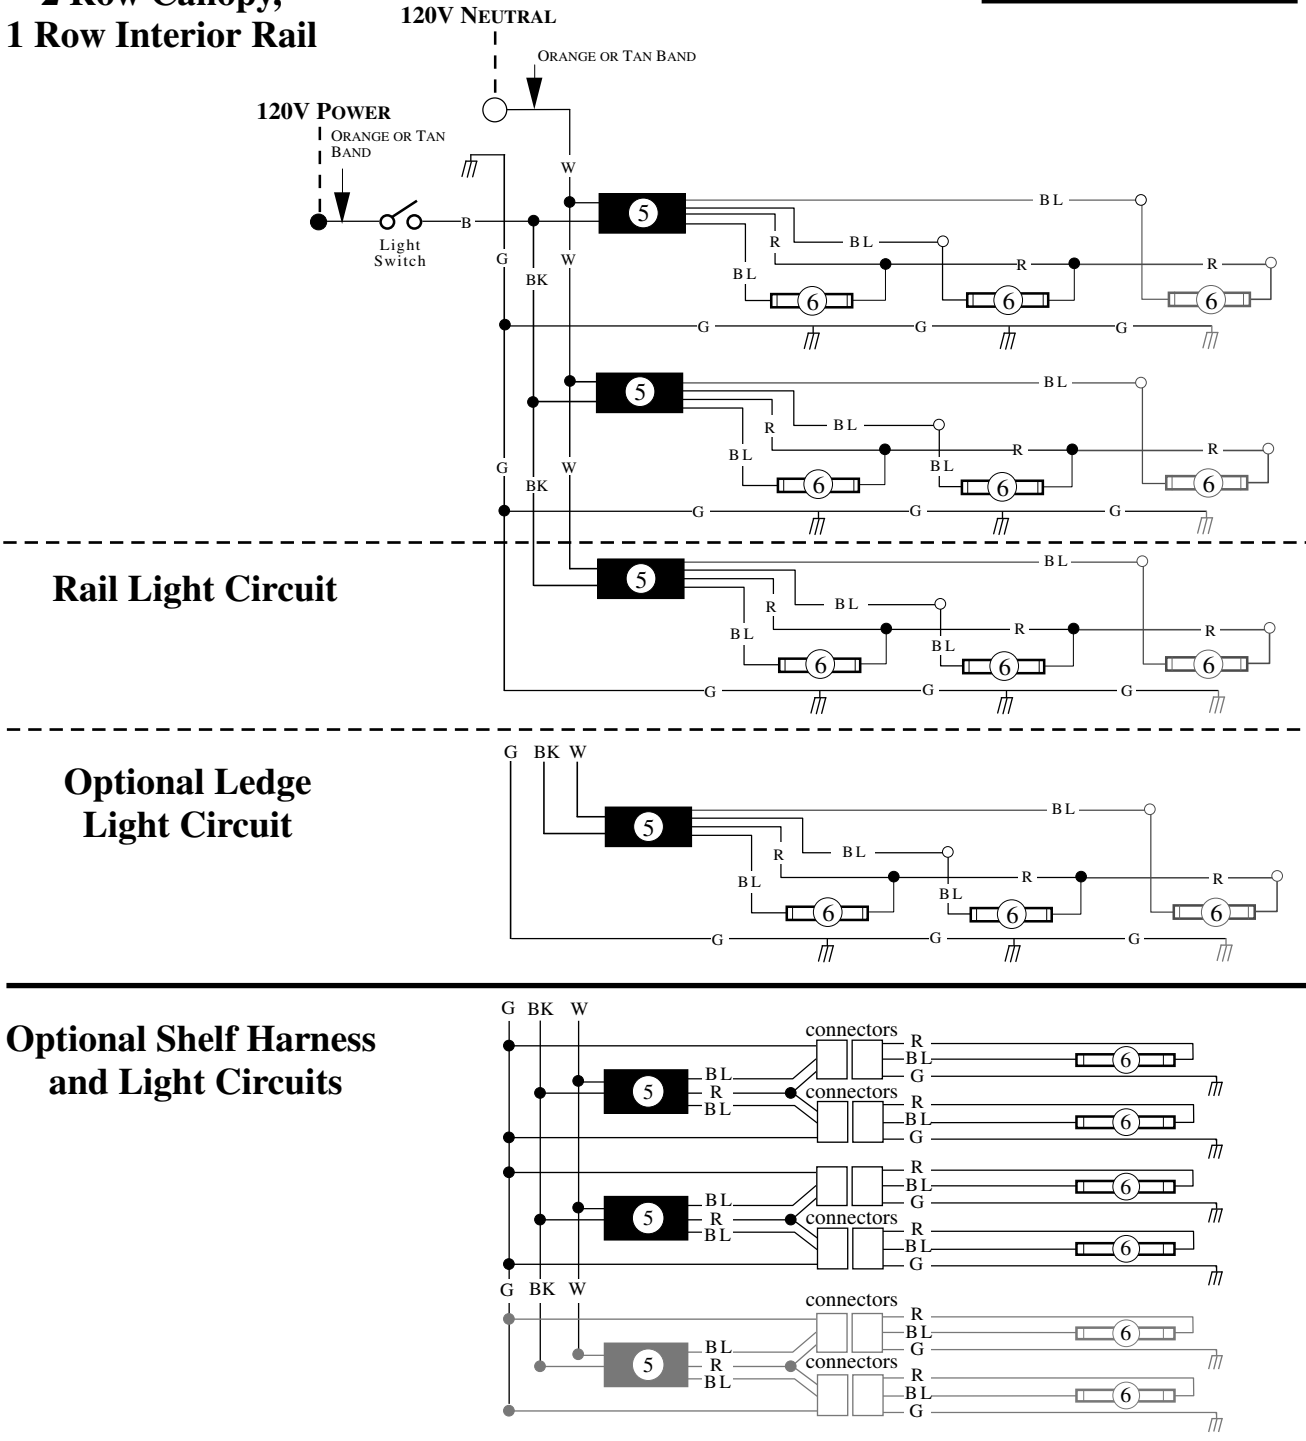 2 Row Canopy,
1 Row Interior Rail
120V NEUTRAL
ORANGE OR TAN BAND
120V POWER
ORANGE OR TAN
BAND
W
5
BL
B
R
BL
Light
Switch
G
W
BK
BL
R
R
6
6
6
G
G
G
5
BL
R
BL
BL
BL
R
R
G
W
BK
6
6
6
G
G
G
Rail Light Circuit
5
BL
R
BL
BL
BL
R
R
6
6
6
G
G
G
G BK W
Optional Ledge
Light Circuit
5
BL
R
BL
BL
BL
R
R
6
6
6
G
G
G
Optional Shelf Harness
and Light Circuits
G BK W
connectors
R
BL
G
6
5
BL
R
BL
connectors
R
BL
G
6
R
BL
G
6
5
BL
R
BL
connectors
R
BL
G
6
G BK W
connectors
R
BL
G
6
5
BL
R
BL
connectors
R
BL
G
6